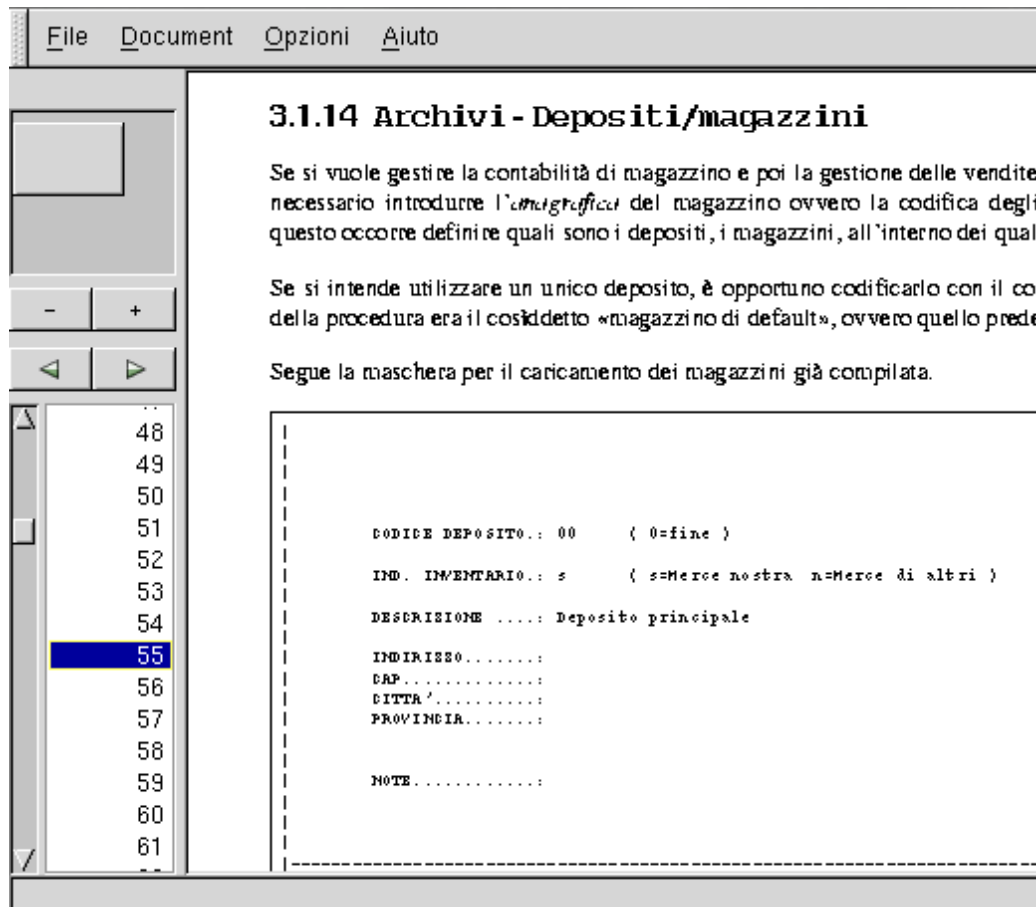 File Document Opzioni Aiuto
3.1.14 Archivi - Depositi/magazzini
Se si vuole gestire la contabilità di magazzino e poi la gestione delle vendite
necessario introdurre l'anagrafica del magazzino ovvero la codifica degli
questo occorre definire quali sono i depositi, i magazzini, all'interno dei qual
Se si intende utilizzare un unico deposito, è opportuno codificarlo con il co
della procedura era il cosiddetto «magazzino di default», ovvero quello prede
Segue la maschera per il caricamento dei magazzini già compilata.
- +
48
49
50
51
52
53
54
55
56
57
58
59
60
61
CODICE DEPOSITO.: 00 ( 0=fine )
IND. INVENTARIO.: s ( s=Merce nostra n=Merce di altri )
DESCRIZIONE ....: Deposito principale
INDIRIZZO.......:
CAP.............:
CITTA'..........:
PROVINCIA.......:
NOTE............: